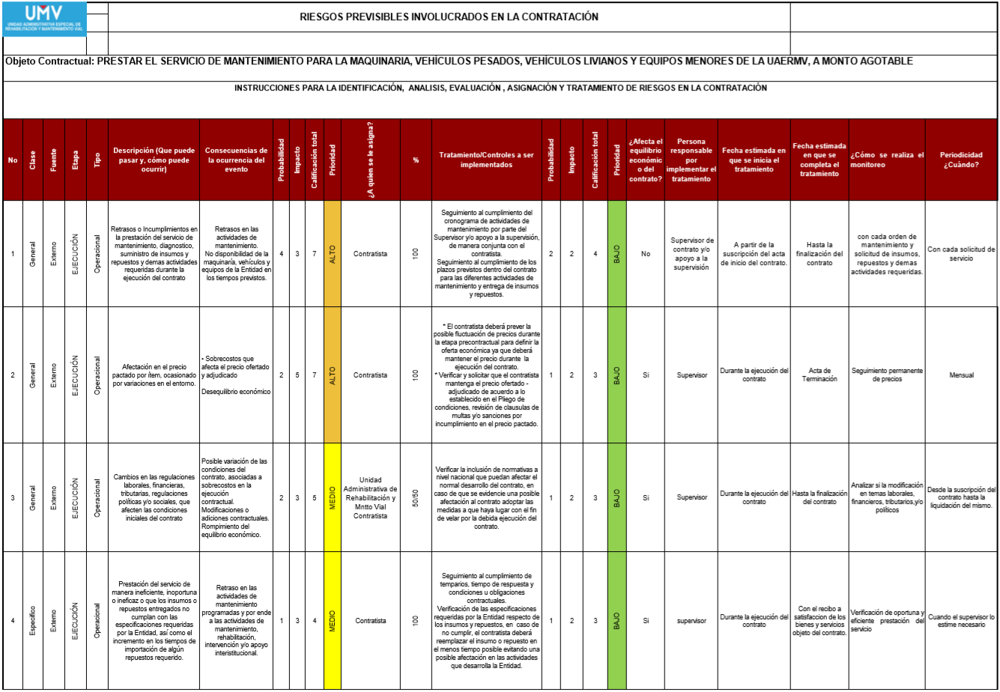 UMV
UNIDAD ADMINISTRATIVA ESPECIAL DE
REHABILITACIÓN Y MANTENIMIENTO VIAL
RIESGOS PREVISIBLES INVOLUCRADOS EN LA CONTRATACIÓN
Objeto Contractual: PRESTAR EL SERVICIO DE MANTENIMIENTO PARA LA MAQUINARIA, VEHÍCULOS PESADOS, VEHÍCULOS LIVIANOS Y EQUIPOS MENORES DE LA UAERMV, A MONTO AGOTABLE
INSTRUCCIONES PARA LA IDENTIFICACIÓN, ANALISIS, EVALUACIÓN , ASIGNACIÓN Y TRATAMIENTO DE RIESGOS EN LA CONTRATACIÓN
No
Clase
Fuente
Etapa
Tipo
Descripción (Que puede
pasar y, cómo puede
ocurrir)
Consecuencias de
la ocurrencia del
evento
Probabilidad
Impacto
Calificación total
Prioridad
¿A quien se le asigna?
%
Tratamiento/Controles a ser
implementados
Probabilidad
Impacto
Calificación total
Prioridad
¿Afecta el
equilibrio
económic
o del
contrato?
Persona
responsable
por
implementar el
tratamiento
Fecha estimada en
que se inicia el
tratamiento
Fecha estimada
en que se
completa el
tratamiento
¿Cómo se realiza el
monitoreo
Periodicidad
¿Cuándo?
1
General
Externo
EJECUCIÓN
Operacional
Retrasos o Incumplimientos en
la prestación del servicio de
mantenimiento, diagnostico,
suministro de insumos y
repuestos y demas actividades
requeridas durante la
ejecución del contrato
Retrasos en las
actividades de
mantenimiento.
No disponibilidad de la
maquinaría, vehículos y
equipos de la Entidad en
los tiempos previstos.
4
3
7
ALTO
Contratista
100
Seguimiento al cumplimiento del
cronograma de actividades de
mantenimiento por parte del
Supervisor y/o apoyo a la supervisión,
de manera conjunta con el
contratista.
Seguimiento al cumplimiento de los
plazos previstos dentro del contrato
para las diferentes actividades de
mantenimiento y entrega de insumos
y repuestos.
2
2
4
BAJO
No
Supervisor de
contrato y/o
apoyo a la
supervisión
A partir de la
suscripción del acta
de inicio del contrato.
Hasta la
finalización del
contrato
con cada orden de
mantenimiento y
solicitud de insumos,
repuestos y demas
actividades requeridas.
Con cada solicitud de
servicio
2
General
Externo
EJECUCIÓN
Operacional
Afectación en el precio
pactado por ítem, ocasionado
por variaciones en el entorno.
- Sobrecostos que
afecta el precio ofertado
y adjudicado
Desequilibrio económico
2
5
7
ALTO
Contratista
100
* El contratista deberá prever la
posible fluctuación de precios durante
la etapa precontractual para definir la
oferta económica ya que deberá
mantener el precio durante la
ejecución del contrato.
* Verificar y solicitar que el contratista
mantenga el precio ofertado -
adjudicado de acuerdo a lo
establecido en el Pliego de
condiciones, revisión de clausulas de
multas y/o sanciones por
incumplimiento en el precio pactado.
1
2
3
BAJO
Si
Supervisor
Durante la ejecución del
contrato
Acta de
Terminación
Seguimiento permanente
de precios
Mensual
3
General
Externo
EJECUCIÓN
Operacional
Cambios en las regulaciones
laborales, financieras,
tributarias, regulaciones
políticas y/o sociales, que
afecten las condiciones
iniciales del contrato
Posible variación de las
condiciones del
contrato, asociadas a
sobrecostos en la
ejecución
contractual.
Modificaciones o
adiciones contractuales.
Rompimiento del
equilibrio económico.
2
3
5
MEDIO
Unidad
Administrativa de
Rehabilitación y
Mntto Vial
Contratista
50/50
Verificar la inclusión de normativas a
nivel nacional que puedan afectar el
normal desarrollo del contrato, en
caso de que se evidencie una posible
afectación al contrato adoptar las
medidas a que haya lugar con el fin
de velar por la debida ejecución del
contrato.
1
2
3
BAJO
Si
Supervisor
Durante la ejecución del
contrato
Hasta la finalización
del contrato
Analizar si la modificación
en temas laborales,
financieros, tributarios,y/o
políticos
Desde la suscripción del
contrato hasta la
liquidación del mismo.
4
Especifico
Externo
EJECUCIÓN
Operacional
Prestación del servicio de
manera ineficiente, inoportuna
o ineficaz o que los insumos o
repuestos entregados no
cumplan con las
especificaciones requeridas
por la Entidad, así como el
incremento en los tiempos de
importación de algún
repuestos requerido.
Retraso en las
actividades de
mantenimiento
programadas y por ende
a las actividades de
mantenimiento,
rehabilitación,
intervención y/o apoyo
interistitucional.
1
3
4
MEDIO
Contratista
100
Seguimiento al cumplimiento de
temparios, tiempo de respuesta y
condiciones u obligaciones
contractuales.
Verificación de las especificaciones
requeridas por la Entidad respecto de
los insumos y repuestos, en caso de
no cumplir, el contratista deberá
reemplazar el insumo o repuesto en
el menos tiempo posible evitando una
posible afectación en las actividades
que desarrolla la Entidad.
1
2
3
BAJO
Si
supervisor
Durante la ejecución del
contrato
Con el recibo a
satisfaccion de los
bienes y servicios
objeto del contrato.
Verificación de oportuna y
eficiente prestación del
servicio
Cuando el supervisor lo
estime necesario